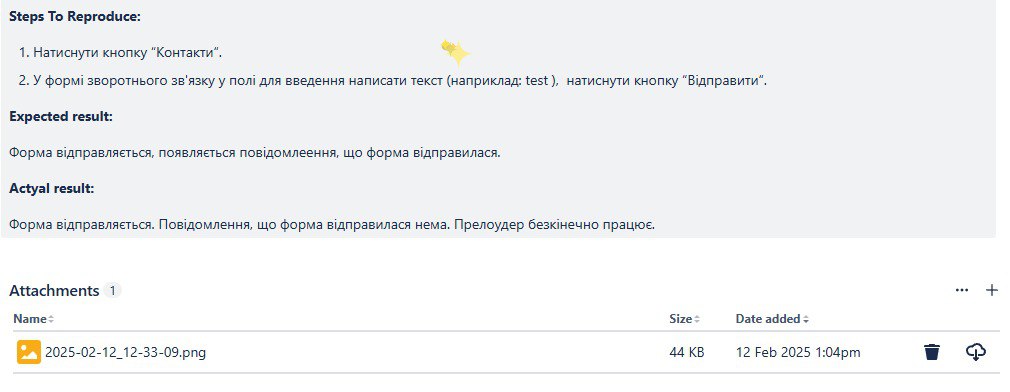 Steps To Reproduce:
1. Натиснути кнопку “Контакти“.
2. У формі зворотнього зв'язку у полі для введення написати текст (наприклад: test ), натиснути кнопку “Відправити“.
Expected result:
Форма відправляється, появляється повідомлеення, що форма відправилася.
Actyal result:
Форма відправляється. Повідомлення, що форма відправилася нема. Прелоудер безкінечно працює.
Attachments 1
Name Size Date added
2025-02-12_12-33-09.png 44 KB 12 Feb 2025 1:04pm